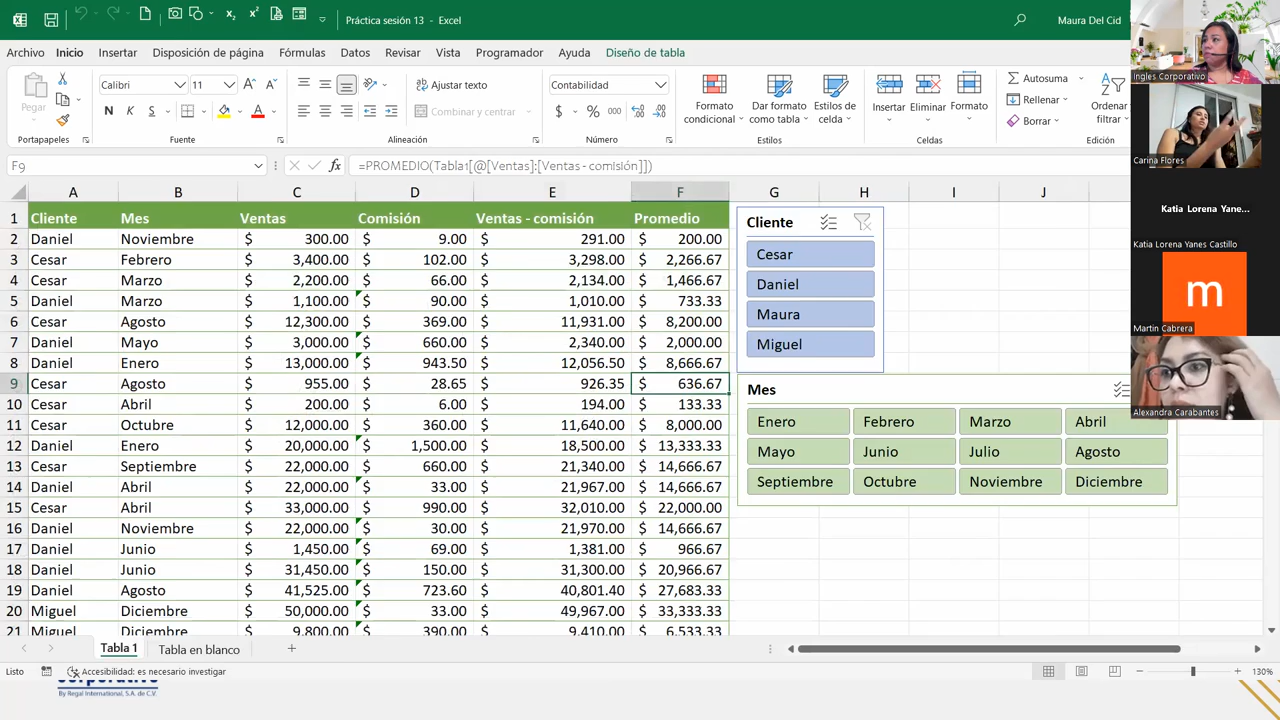 Práctica sesión 13 - Excel
Maura Del Cid
Archivo Inicio Insertar Disposición de página Fórmulas Datos Revisar Vista Programador Ayuda Diseño de tabla
Pegar
Calibri 11
N K S
Ajustar texto
Combinar y centrar
Contabilidad
$ % 
Formatos condicional
Dar formato como tabla
Estilos de celda
Insertar Eliminar Formato
Autosuma
Rellenar
Borrar
Ordenar filtrar
Portapapeles Fuente Alineación Número Estilos Celdas Edición
F9 fx =PROMEDIO(Tabla1[@[Ventas]:[Ventas - comisión]])
A B C D E F G H I J
1 Cliente Mes Ventas Comisión Ventas - comisión Promedio
2 Daniel Noviembre $ 300.00 $ 9.00 $ 291.00 $ 200.00
3 Cesar Febrero $ 3,400.00 $ 102.00 $ 3,298.00 $ 2,266.67
4 Cesar Marzo $ 2,200.00 $ 66.00 $ 2,134.00 $ 1,466.67
5 Daniel Marzo $ 1,100.00 $ 90.00 $ 1,010.00 $ 733.33
6 Cesar Agosto $ 12,300.00 $ 369.00 $ 11,931.00 $ 8,200.00
7 Daniel Mayo $ 3,000.00 $ 660.00 $ 2,340.00 $ 2,000.00
8 Daniel Enero $ 13,000.00 $ 943.50 $ 12,056.50 $ 8,666.67
9 Cesar Agosto $ 955.00 $ 28.65 $ 926.35 $ 636.67
10 Cesar Abril $ 200.00 $ 6.00 $ 194.00 $ 133.33
11 Cesar Octubre $ 12,000.00 $ 360.00 $ 11,640.00 $ 8,000.00
12 Daniel Enero $ 20,000.00 $ 1,500.00 $ 18,500.00 $ 13,333.33
13 Cesar Septiembre $ 22,000.00 $ 660.00 $ 21,340.00 $ 14,666.67
14 Daniel Abril $ 22,000.00 $ 33.00 $ 21,967.00 $ 14,666.67
15 Cesar Abril $ 33,000.00 $ 990.00 $ 32,010.00 $ 22,000.00
16 Daniel Noviembre $ 22,000.00 $ 30.00 $ 21,970.00 $ 14,666.67
17 Daniel Junio $ 1,450.00 $ 69.00 $ 1,381.00 $ 966.67
18 Daniel Junio $ 31,450.00 $ 150.00 $ 31,300.00 $ 20,966.67
19 Daniel Agosto $ 41,525.00 $ 723.60 $ 40,801.40 $ 27,683.33
20 Miguel Diciembre $ 50,000.00 $ 33.00 $ 49,967.00 $ 33,333.33
21 Miguel Diciembre $ 9,800.00 $ 390.00 $ 9,410.00 $ 6,533.33
Cliente
Cesar
Daniel
Maura
Miguel
Mes
Enero Febrero Marzo Abril
Mayo Junio Julio Agosto
Septiembre Octubre Noviembre Diciembre
Ingles Corporativo
Carina Flores
Katia Lorena Yane...
Katia Lorena Yanes Castillo
m
Martin Cabrera
Alexandra Carabantes
Tabla 1 Tabla en blanco
Listo Accesibilidad: es necesario investigar 130%
By Regal International, S.A. de C.V.